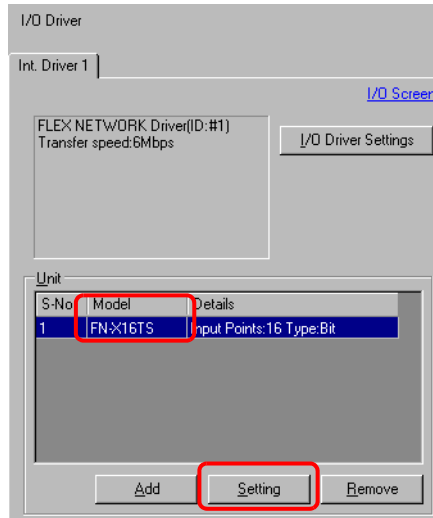 I/O Driver
Int. Driver 1
I/O Screen
FLEX NETWORK Driver(ID:#1)
Transfer speed:6Mbps
I/O Driver Settings
Unit
S-No Model Details
1 FN-X16TS Input Points:16 Type:Bit
Add Setting Remove